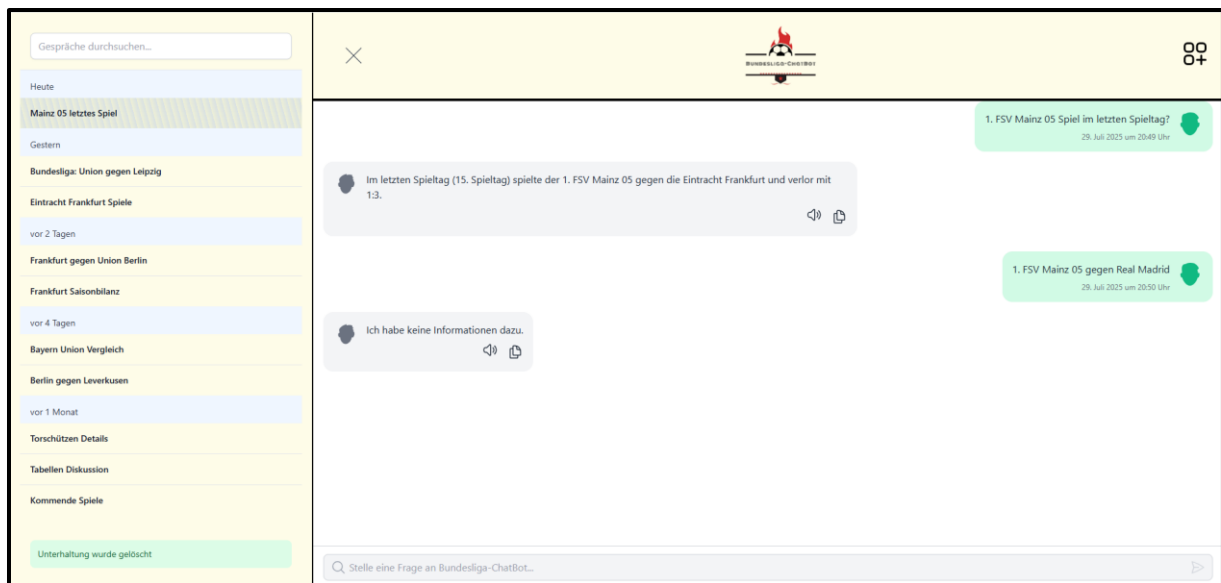 Gespräche durchsuchen...
Heute
Mainz 05 letztes Spiel
Gestern
Bundesliga: Union gegen Leipzig
Eintracht Frankfurt Spiele
vor 2 Tagen
Frankfurt gegen Union Berlin
Frankfurt Saisonbilanz
vor 4 Tagen
Bayern Union Vergleich
Berlin gegen Leverkusen
vor 1 Monat
Torschützen Details
Tabellen Diskussion
Kommende Spiele
Unterhaltung wurde gelöscht
Bundesliga-ChatBot
1. FSV Mainz 05 Spiel im letzten Spieltag?
29. Juli 2025 um 20:49 Uhr
Im letzten Spieltag (15. Spieltag) spielte der 1. FSV Mainz 05 gegen die Eintracht Frankfurt und verlor mit
1:3.
1. FSV Mainz 05 gegen Real Madrid
29. Juli 2025 um 20:50 Uhr
Ich habe keine Informationen dazu.
Stelle eine Frage an Bundesliga-ChatBot...